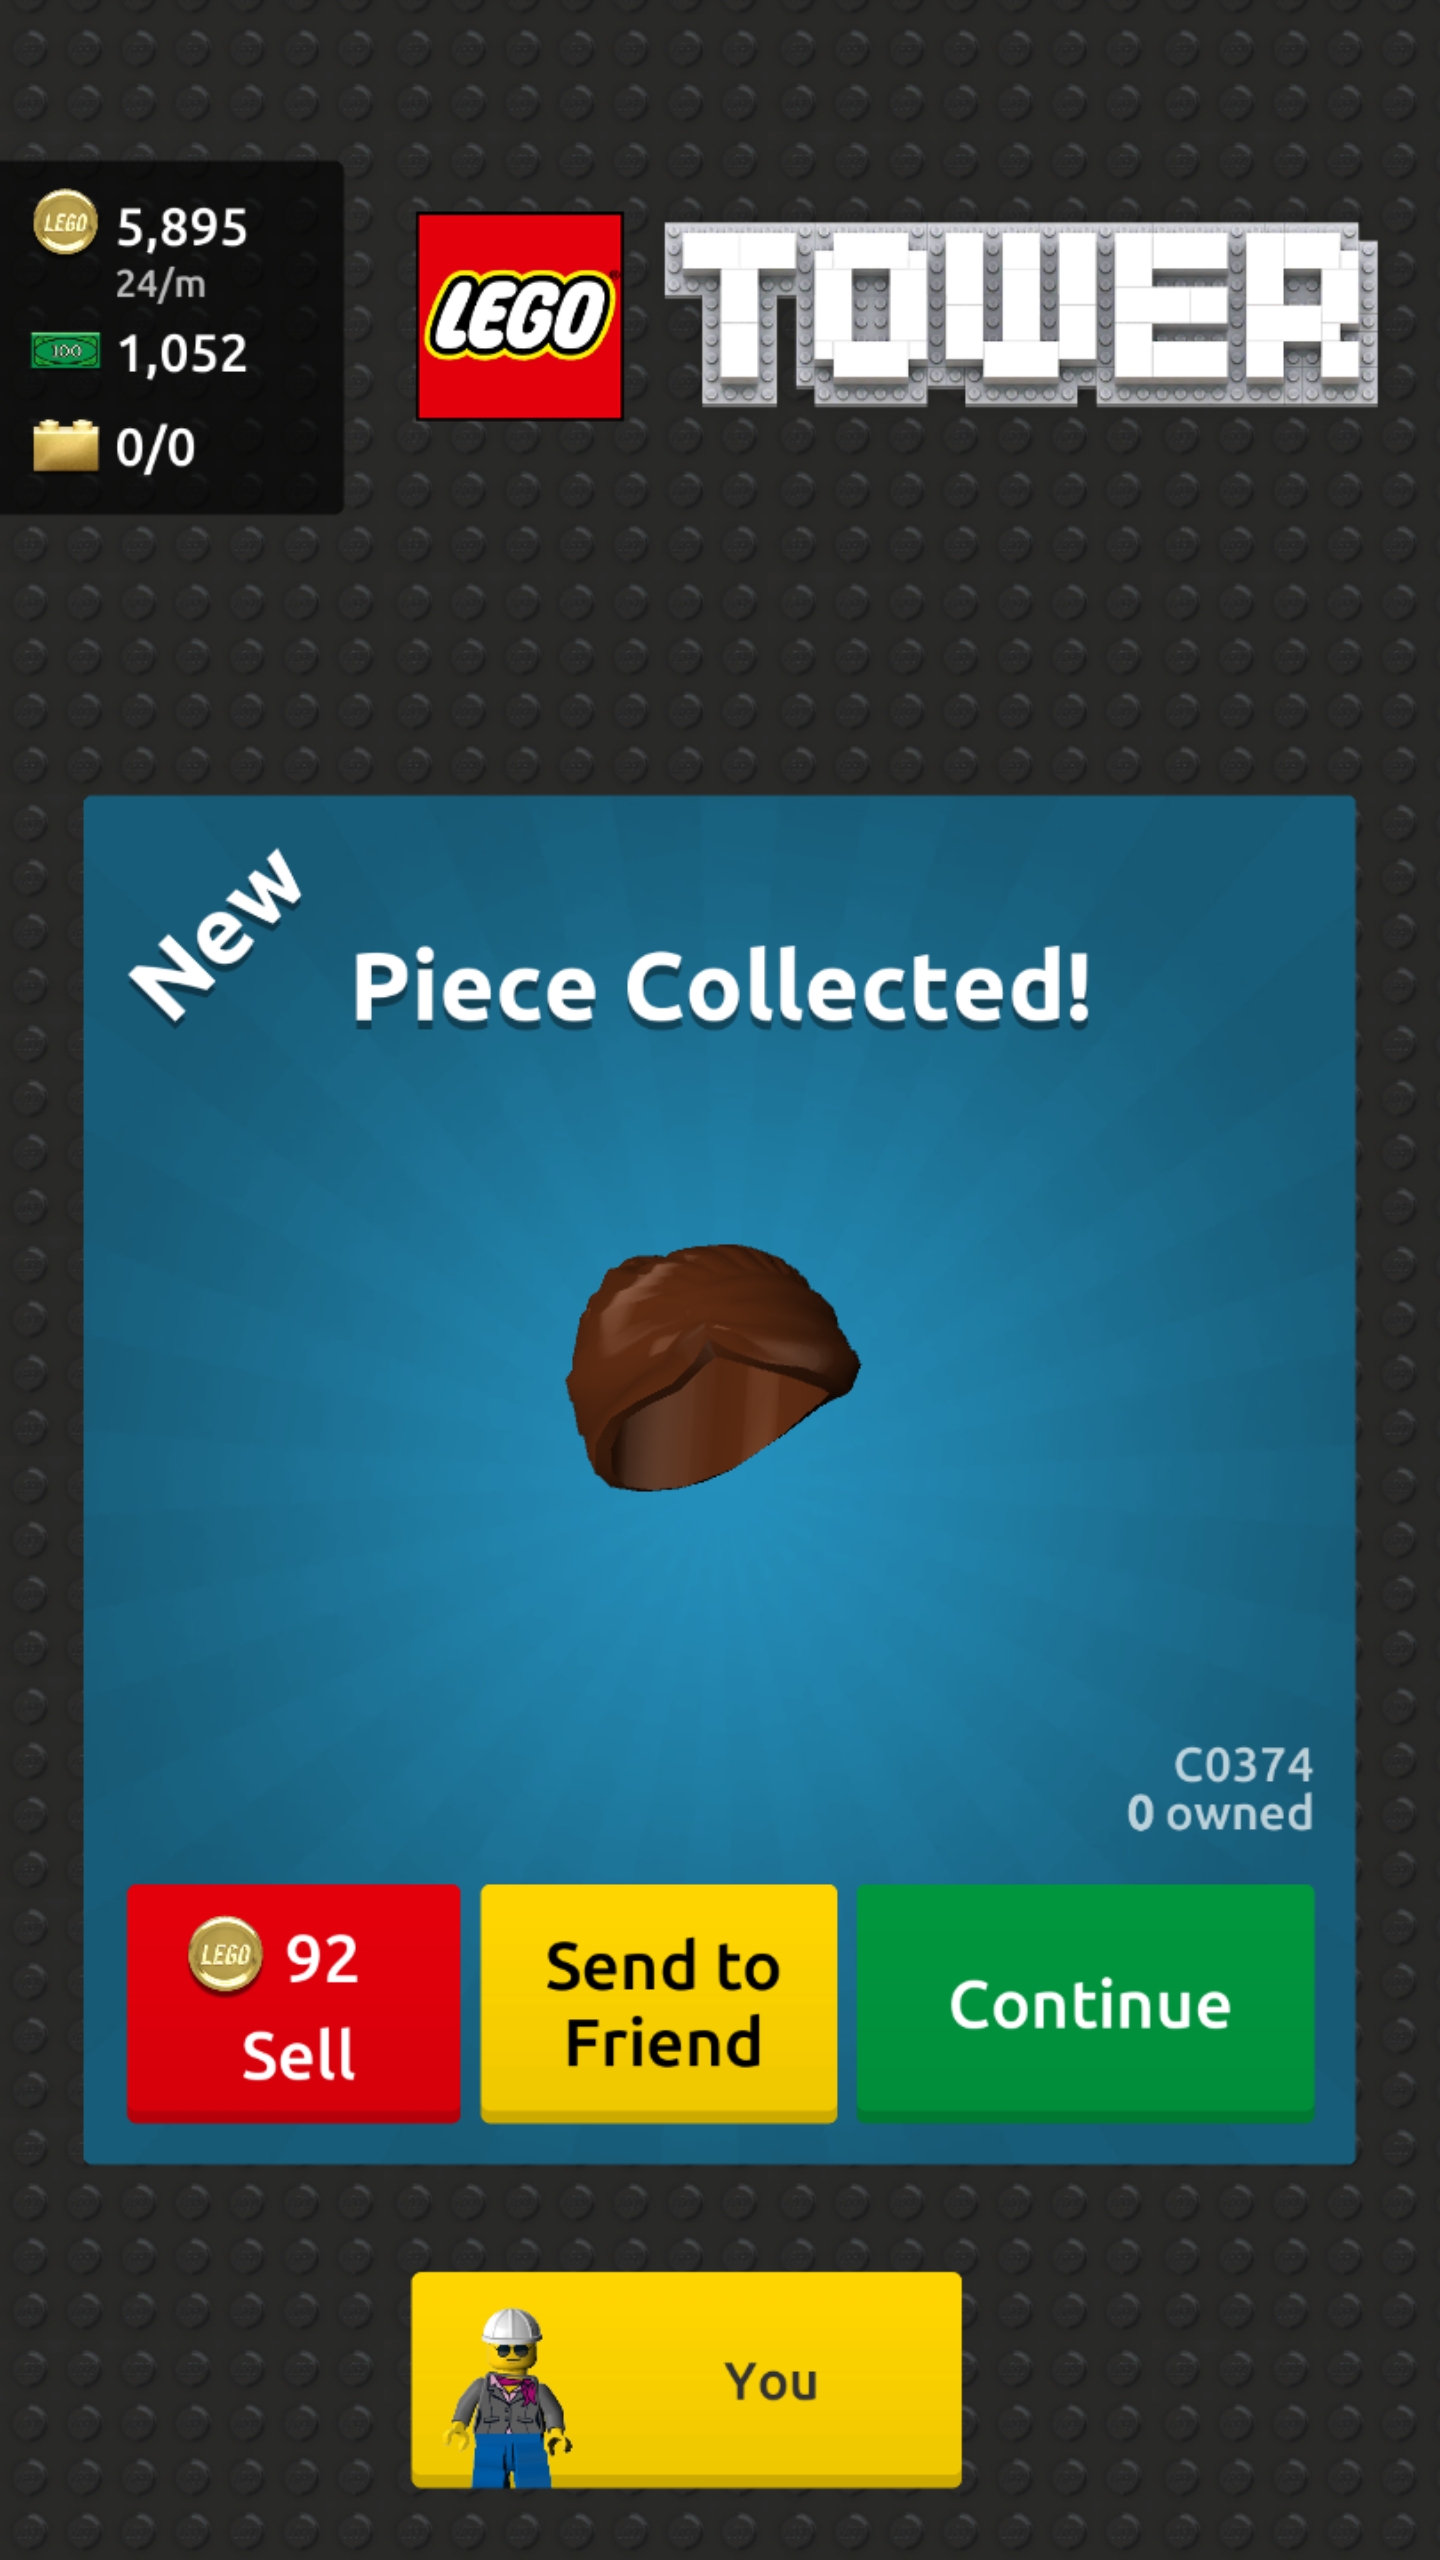 LEGO 5,895
24/m
100 1,052
0/0
LEGO®
TOWER
New
Piece Collected!
C0374
0 owned
LEGO 92
Sell
Send to
Friend
Continue
You